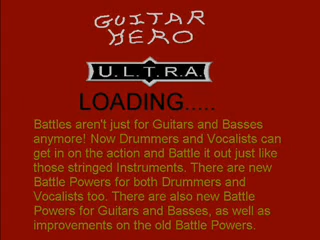 GUITAR
HERO
U.L.T.R.A.
LOADING.....
Battles aren't just for Guitars and Basses
anymore! Now Drummers and Vocalists can
get in on the action and Battle it out just like
those stringed Instruments. There are new
Battle Powers for both Drummers and
Vocalists too. There are also new Battle
Powers for Guitars and Basses, as well as
improvements on the old Battle Powers.